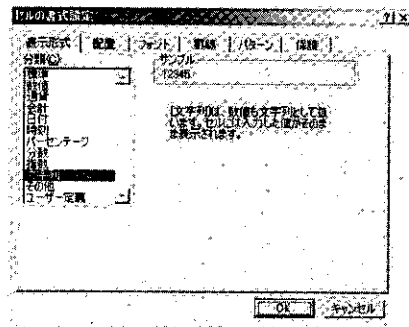 セルの書式設定
表示形式 配置 フォント 罫線 パターン 保護
分類(C)
サンプル
12345
標準
数値
通貨
会計
日付
時刻
パーセンテージ
分数
指数
文字列
その他
ユーザー定義
[文字列]は、数値も文字列として扱
います。セルには入力した値がそのま
ま表示されます。
OK キャンセル